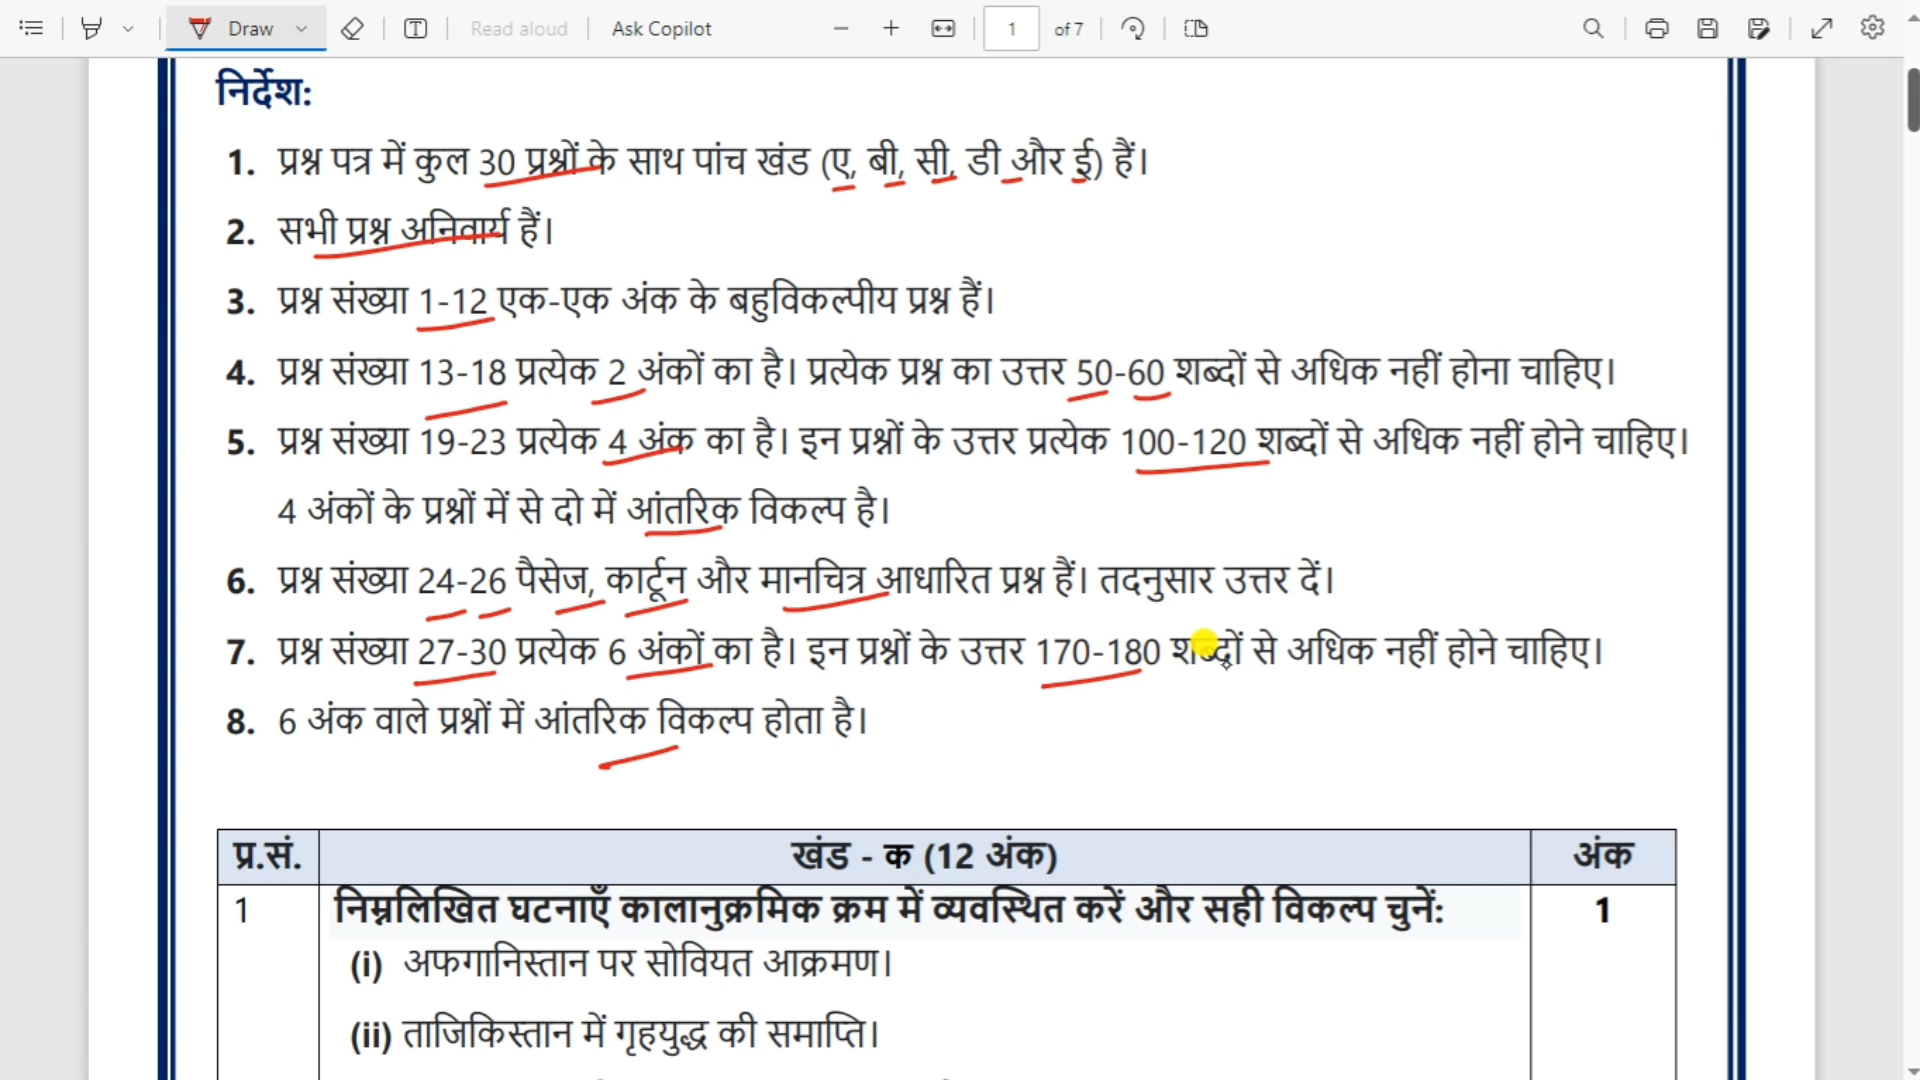 Draw
Read aloud
Ask Copilot
1
of 7
निर्देश:
1. प्रश्न पत्र में कुल 30 प्रश्नों के साथ पांच खंड (ए, बी, सी, डी और ई) हैं।
2. सभी प्रश्न अनिवार्य हैं।
3. प्रश्न संख्या 1-12 एक-एक अंक के बहुविकल्पीय प्रश्न हैं।
4. प्रश्न संख्या 13-18 प्रत्येक 2 अंकों का है। प्रत्येक प्रश्न का उत्तर 50-60 शब्दों से अधिक नहीं होना चाहिए।
5. प्रश्न संख्या 19-23 प्रत्येक 4 अंक का है। इन प्रश्नों के उत्तर प्रत्येक 100-120 शब्दों से अधिक नहीं होने चाहिए।
4 अंकों के प्रश्नों में से दो में आंतरिक विकल्प है।
6. प्रश्न संख्या 24-26 पैसेज, कार्टून और मानचित्र आधारित प्रश्न हैं। तदनुसार उत्तर दें।
7. प्रश्न संख्या 27-30 प्रत्येक 6 अंकों का है। इन प्रश्नों के उत्तर 170-180 शब्दों से अधिक नहीं होने चाहिए।
8. 6 अंक वाले प्रश्नों में आंतरिक विकल्प होता है।
प्र.सं. खंड - क (12 अंक) अंक
1 निम्नलिखित घटनाएँ कालानुक्रमिक क्रम में व्यवस्थित करें और सही विकल्प चुनें: 1
(i) अफगानिस्तान पर सोवियत आक्रमण।
(ii) ताजिकिस्तान में गृहयुद्ध की समाप्ति।